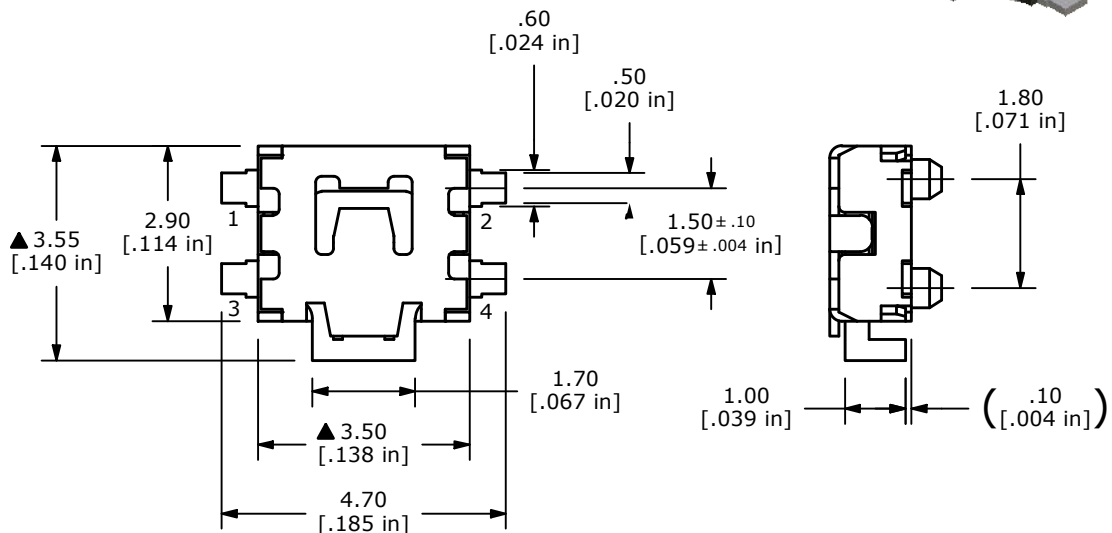 .60
[.024 in]
.50
[.020 in]
1.80
[.071 in]
1
2
2.90
[.114 in]
▲ 3.55
[.140 in]
1.50±.10
[.059±.004 in]
3
4
1.70
[.067 in]
1.00
[.039 in]
( .10
[.004 in] )
▲ 3.50
[.138 in]
4.70
[.185 in]